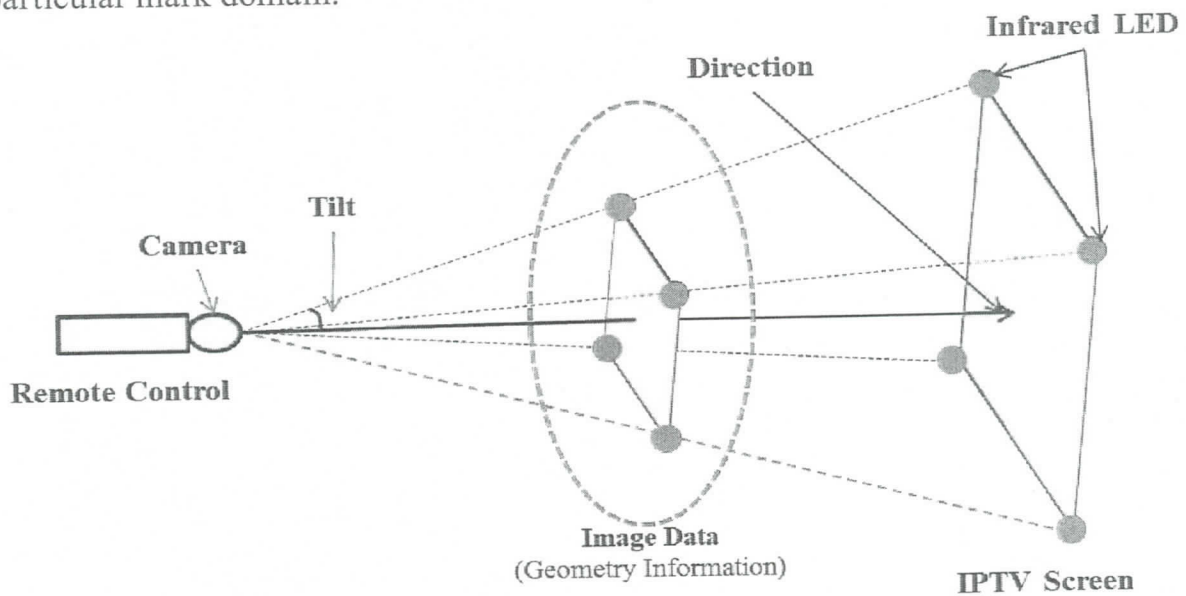 particular mark domain.
Infrared LED
Direction
Tilt
Camera
Remote Control
Image Data
(Geometry Information)
IPTV Screen